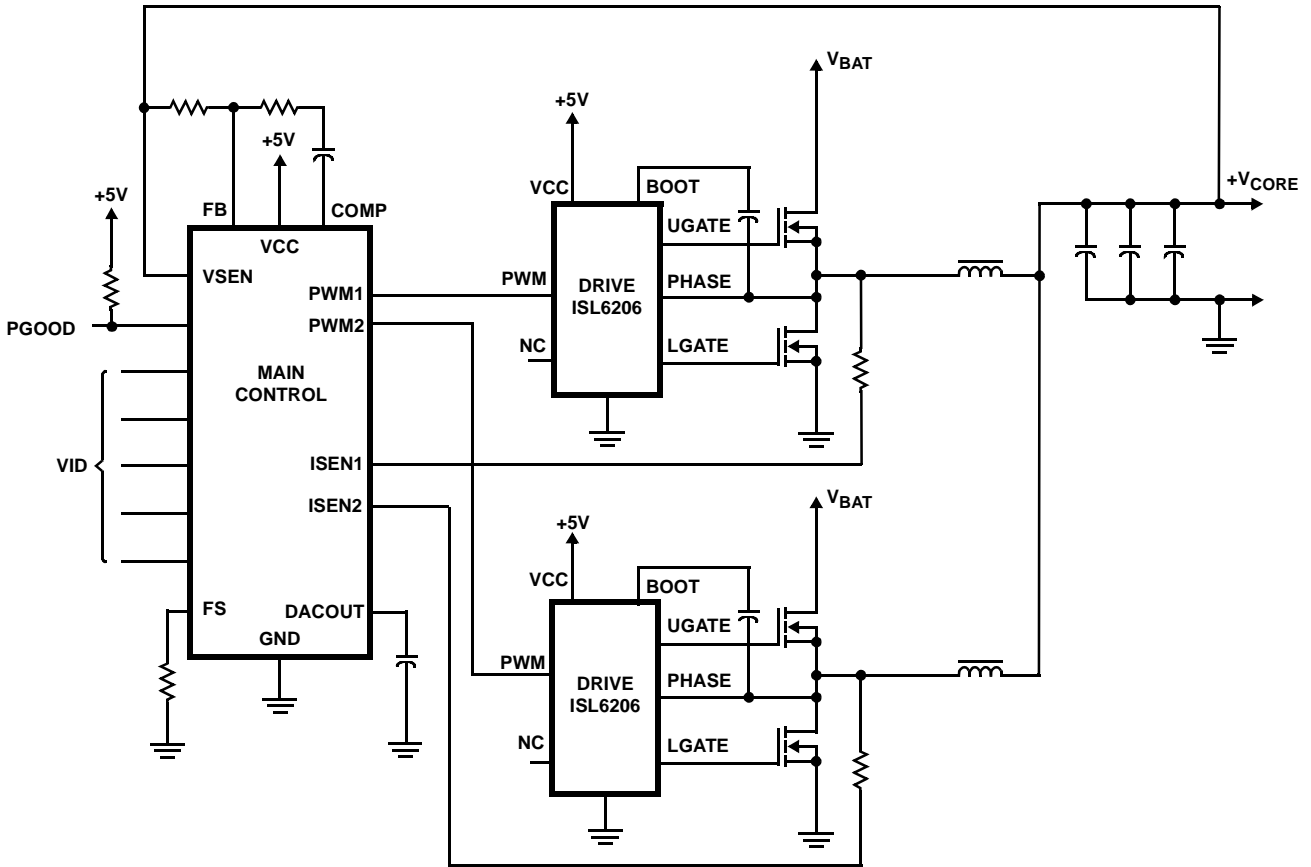 VBAT
+5V
+5V
+5V
VCC
BOOT
+VCORE
FB
COMP
UGATE
VCC
VSEN
PWM
DRIVE
ISL6206
PHASE
PWM1
PGOOD
PWM2
NC
LGATE
MAIN
CONTROL
VID
ISEN1
ISEN2
VBAT
+5V
VCC
BOOT
FS
DACOUT
UGATE
GND
PWM
DRIVE
ISL6206
PHASE
NC
LGATE